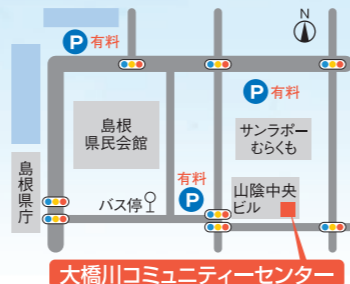 N
P 有料
P 有料
島根
県民会館
サンラポー
むらくも
島根県庁
有料
P
バス停
山陰中央
ビル
大橋川コミュニティーセンター